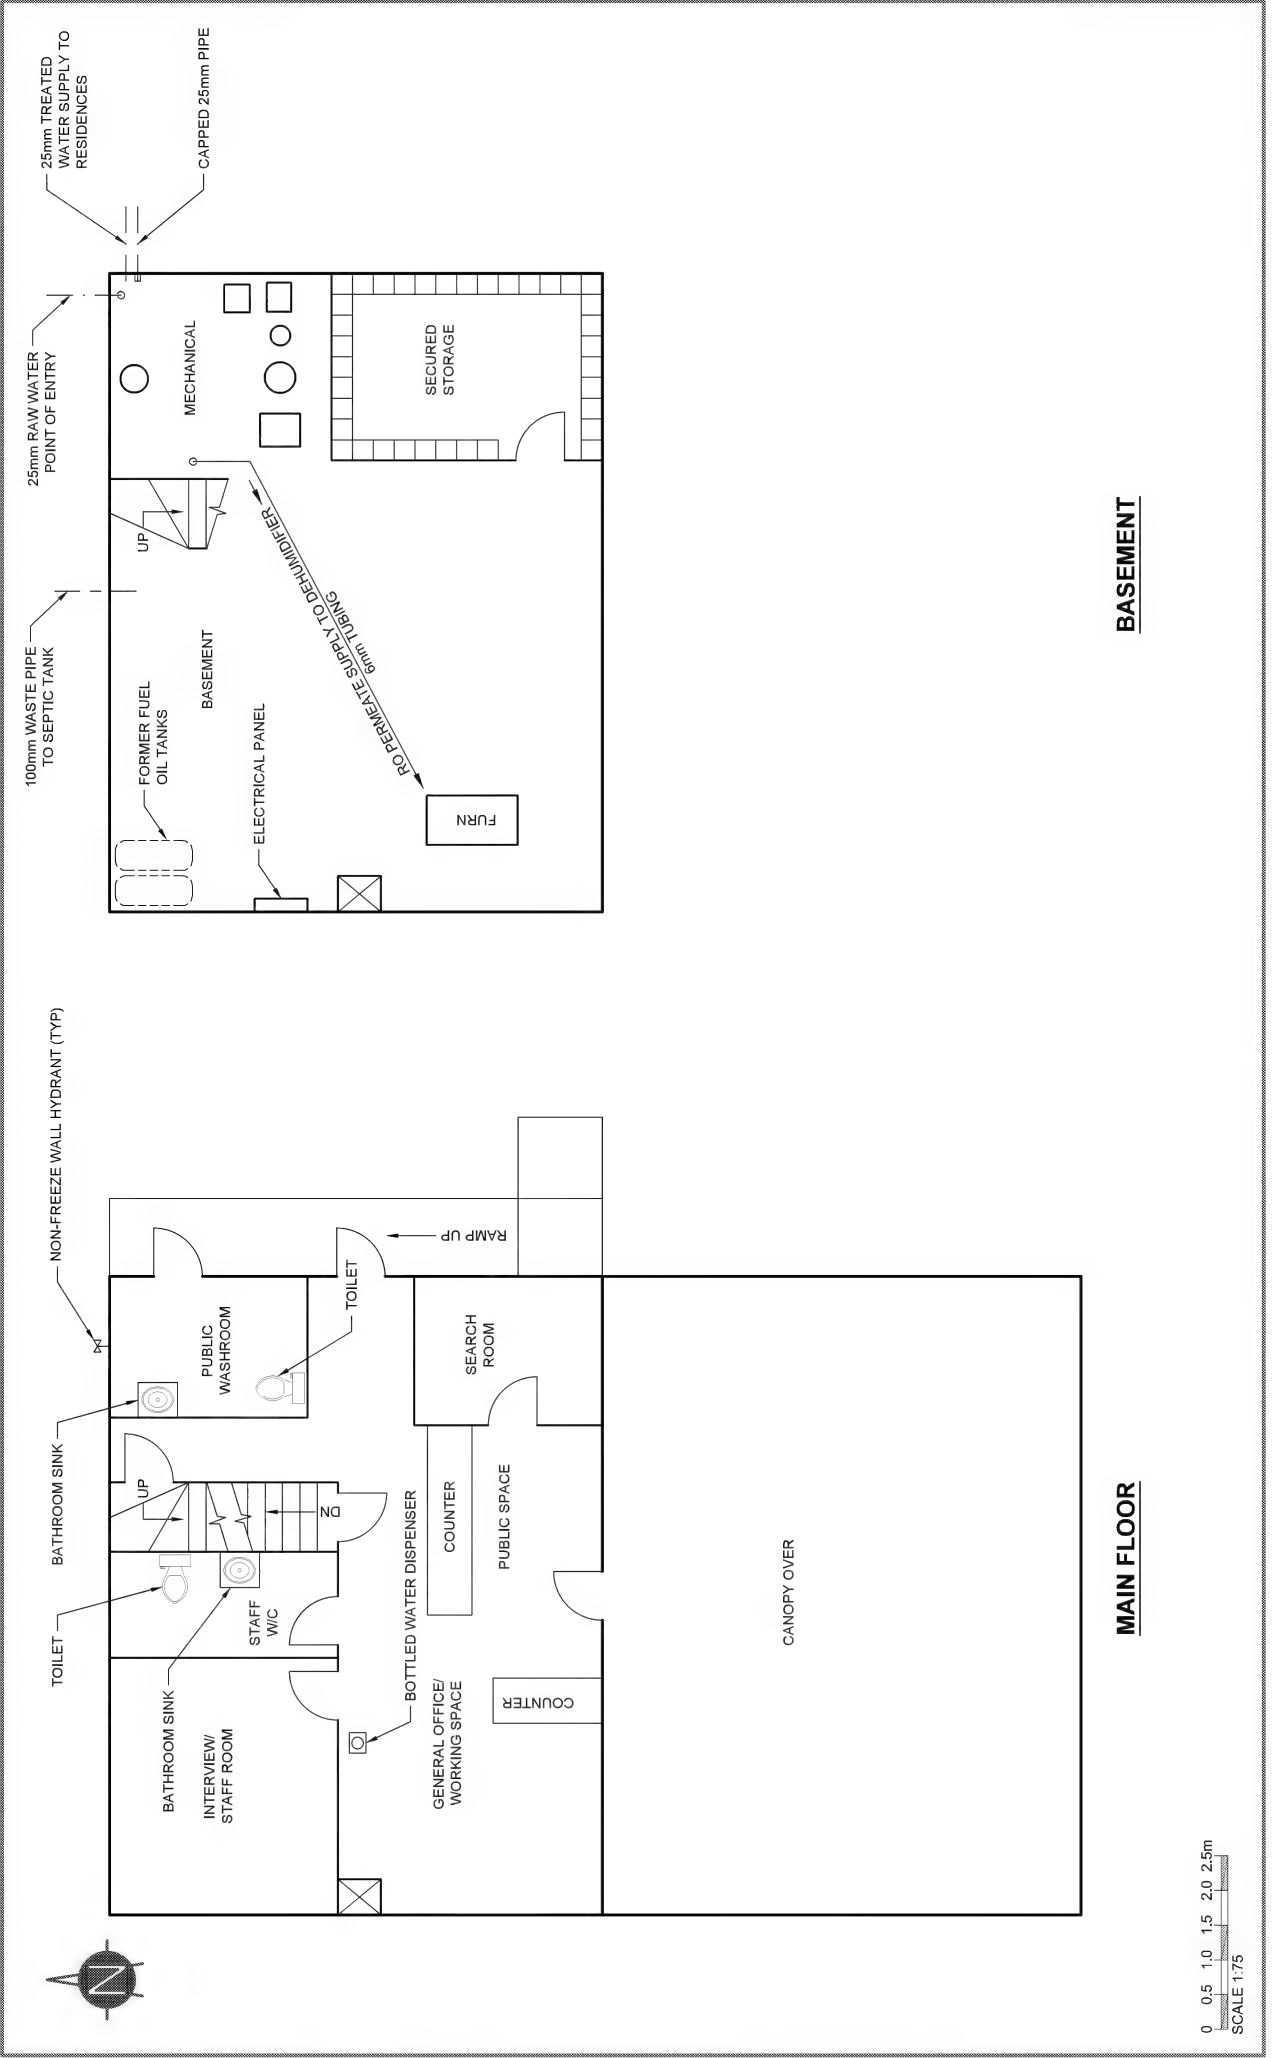 NON-FREEZE WALL HYDRANT (TYP)
BATHROOM SINK
TOILET
BATHROOM SINK
INTERVIEW/
STAFF ROOM
STAFF
W/C
UP
DN
PUBLIC
WASHROOM
TOILET
RAMP UP
SEARCH
ROOM
COUNTER
PUBLIC SPACE
BOTTLED WATER DISPENSER
GENERAL OFFICE/
WORKING SPACE
COUNTER
CANOPY OVER
MAIN FLOOR
N
0 0.5 1.0 1.5 2.0 2.5m
SCALE 1:75
100mm WASTE PIPE
TO SEPTIC TANK
25mm RAW WATER
POINT OF ENTRY
25mm TREATED
WATER SUPPLY TO
RESIDENCES
CAPPED 25mm PIPE
FORMER FUEL
OIL TANKS
BASEMENT
ELECTRICAL PANEL
UP
MECHANICAL
SECURED
STORAGE
RO PERMEATE SUPPLY TO DEHUMIDIFIER
6mm TUBING
FURN
BASEMENT